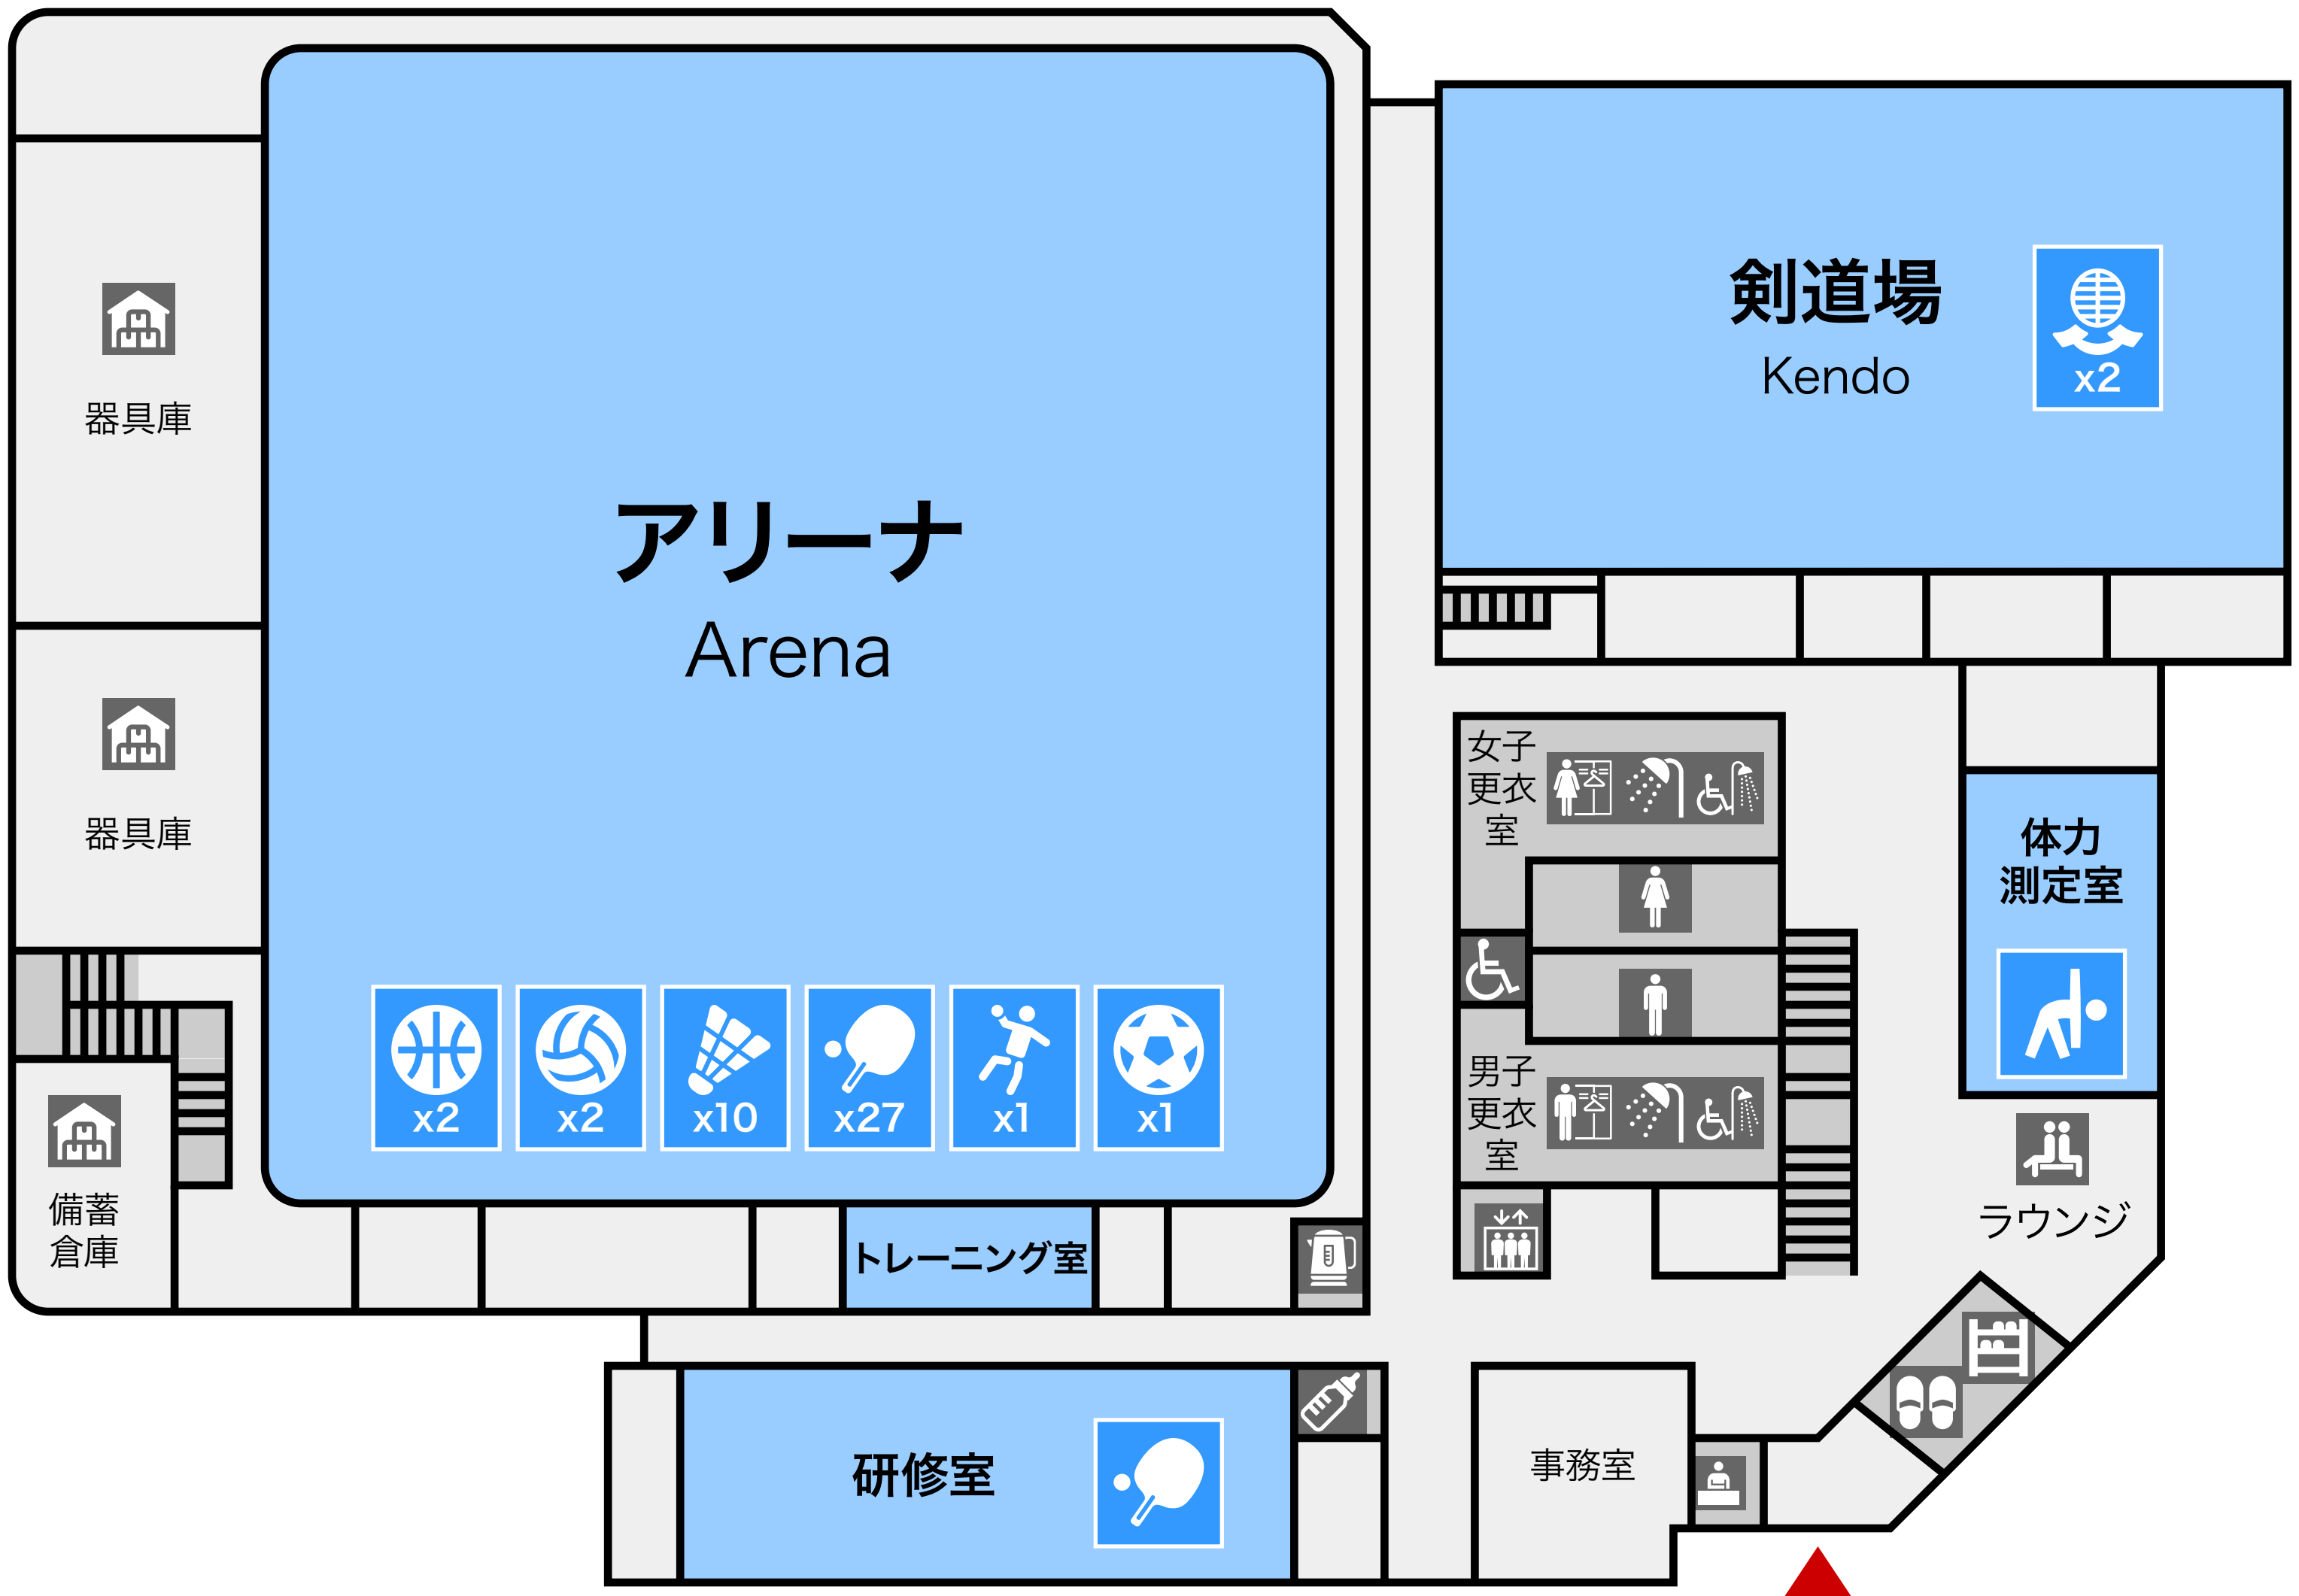 アリーナ
Arena
x2
x2
x10
x27
x1
x1
剣道場
Kendo
x2
器具庫
器具庫
備蓄
倉庫
トレーニング室
研修室
女子
更衣
室
男子
更衣
室
体力
測定室
ラウンジ
事務室